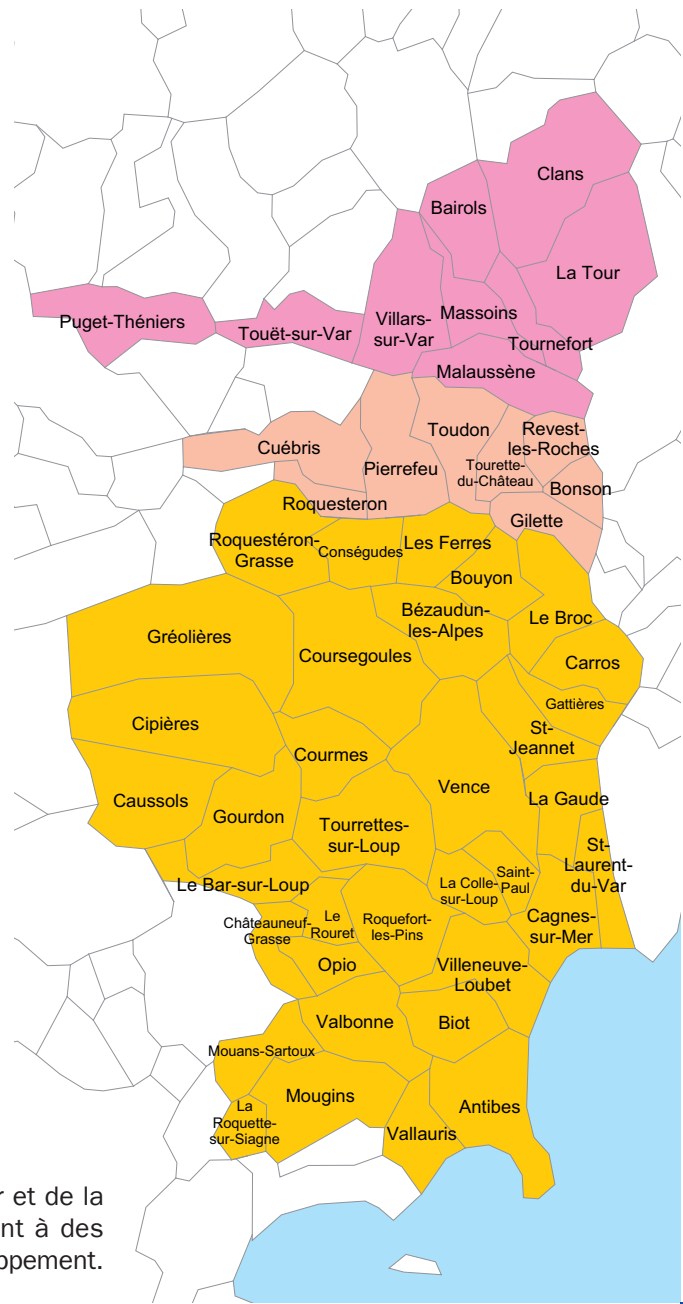 Clans
Bairols
La Tour
Puget-Théniers
Touët-sur-Var
Villars-
sur-Var
Massoins
Tournefort
Malaussène
Cuébris
Pierrefeu
Toudon
Tourette-
du-Château
Revest-
les-Roches
Bonson
Roquesteron
Gilette
Roquestéron-
Grasse
Conségudes
Les Ferres
Bouyon
Bézaudun-
les-Alpes
Le Broc
Gréolières
Coursegoules
Carros
Gattières
Cipières
St-
Jeannet
Courmes
Vence
Caussols
Gourdon
La Gaude
Tourrettes-
sur-Loup
St-
Laurent-
du-Var
Le Bar-sur-Loup
La Colle-
sur-Loup
Saint-
Paul
Châteauneuf-
Grasse
Le
Rouret
Roquefort-
les-Pins
Cagnes-
sur-Mer
Opio
Villeneuve-
Loubet
Valbonne
Biot
Mouans-Sartoux
Mougins
La
Roquette-
sur-Siagne
Antibes
Vallauris
r et de la
nt à des
ppement.